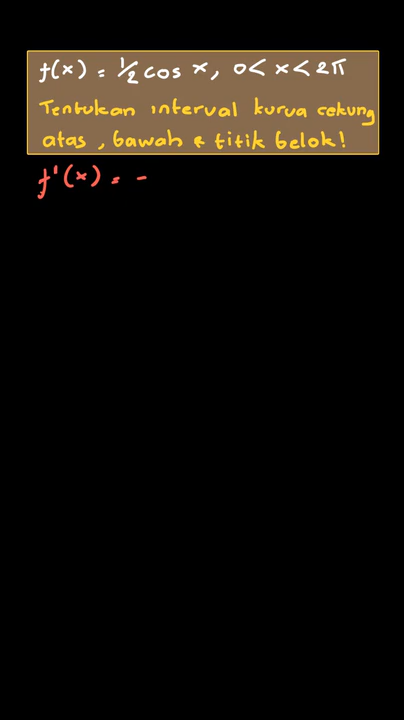 f(x) = 1/2 cos x, 0 < x < 2π
Tentukan interval kurva cekung
atas, bawah & titik belok!
f'(x) = -